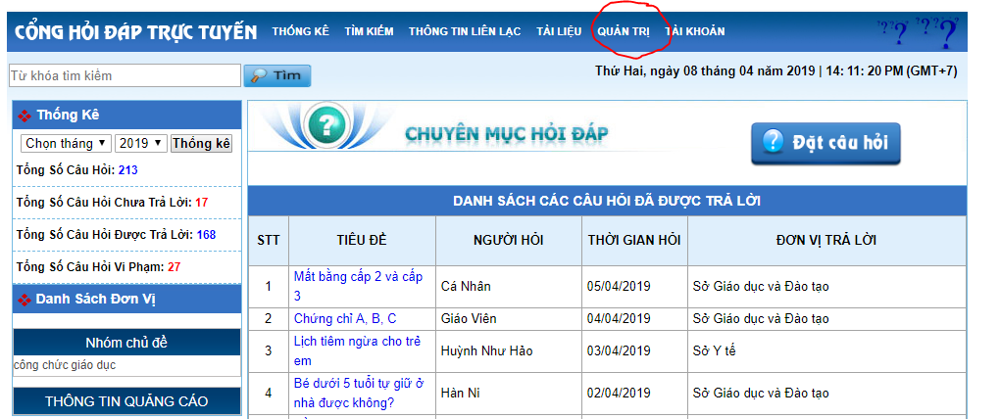 CỔNG HỎI ĐÁP TRỰC TUYẾN THỐNG KÊ TÌM KIẾM THÔNG TIN LIÊN LẠC TÀI LIỆU QUẢN TRỊ TÀI KHOẢN
Từ khóa tìm kiếm Tìm Thứ Hai, ngày 08 tháng 04 năm 2019 | 14: 11: 20 PM (GMT+7)
Thống Kê
Chọn tháng 2019 Thống kê
Tổng Số Câu Hỏi: 213
Tổng Số Câu Hỏi Chưa Trả Lời: 17
Tổng Số Câu Hỏi Được Trả Lời: 168
Tổng Số Câu Hỏi Vi Phạm: 27
Danh Sách Đơn Vị
Nhóm chủ đề
công chức giáo dục
THÔNG TIN QUẢNG CÁO
CHUYÊN MỤC HỎI ĐÁP
Đặt câu hỏi
DANH SÁCH CÁC CÂU HỎI ĐÃ ĐƯỢC TRẢ LỜI
STT TIÊU ĐỀ NGƯỜI HỎI THỜI GIAN HỎI ĐƠN VỊ TRẢ LỜI
1 Mất bằng cấp 2 và cấp 3 Cá Nhân 05/04/2019 Sở Giáo dục và Đào tạo
2 Chứng chỉ A, B, C Giáo Viên 04/04/2019 Sở Giáo dục và Đào tạo
3 Lịch tiêm ngừa cho trẻ em Huỳnh Như Hảo 03/04/2019 Sở Y tế
4 Bé dưới 5 tuổi tự giữ ở nhà được không? Hàn Ni 02/04/2019 Sở Giáo dục và Đào tạo